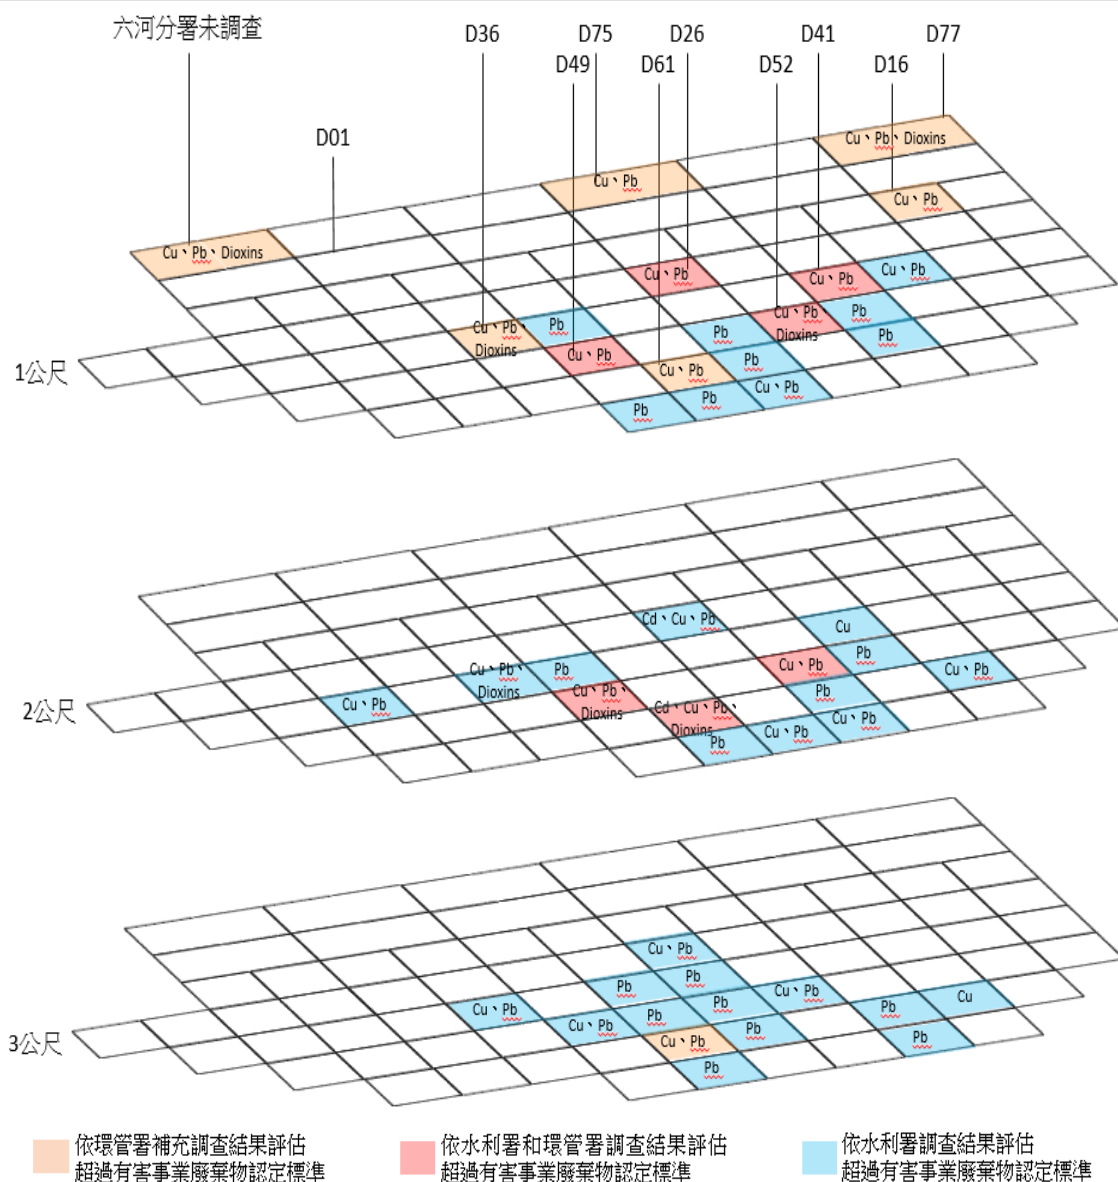 六河分署未調查
D36
D75
D26
D41
D77
D49
D61
D52
D16
D01
Cu、Pb、Dioxins
Cu、Pb
Cu、Pb
Cu、Pb、Dioxins
Cu、Pb
Cu、Pb
Cu、Pb
Cu、Pb、
Dioxins
Pb
Cu、Pb
Dioxins
Pb
Pb
Pb
Cu、Pb
Cu、Pb
Pb
Cu、Pb
Pb
Pb
1公尺
Cd、Cu、Pb
Cu
Cu、Pb、
Dioxins
Pb
Cu、Pb
Pb
Cu、Pb
Cu、Pb
Cu、Pb、
Dioxins
Pb
Cd、Cu、Pb、
Dioxins
Cu、Pb
Cu、Pb
Pb
2公尺
Cu、Pb
Pb
Pb
Cu、Pb
Cu
Cu、Pb
Pb
Pb
Cu、Pb
Pb
Pb
Cu、Pb
Pb
Pb
3公尺
依環管署補充調查結果評估
超過有害事業廢棄物認定標準
依水利署和環管署調查結果評估
超過有害事業廢棄物認定標準
依水利署調查結果評估
超過有害事業廢棄物認定標準